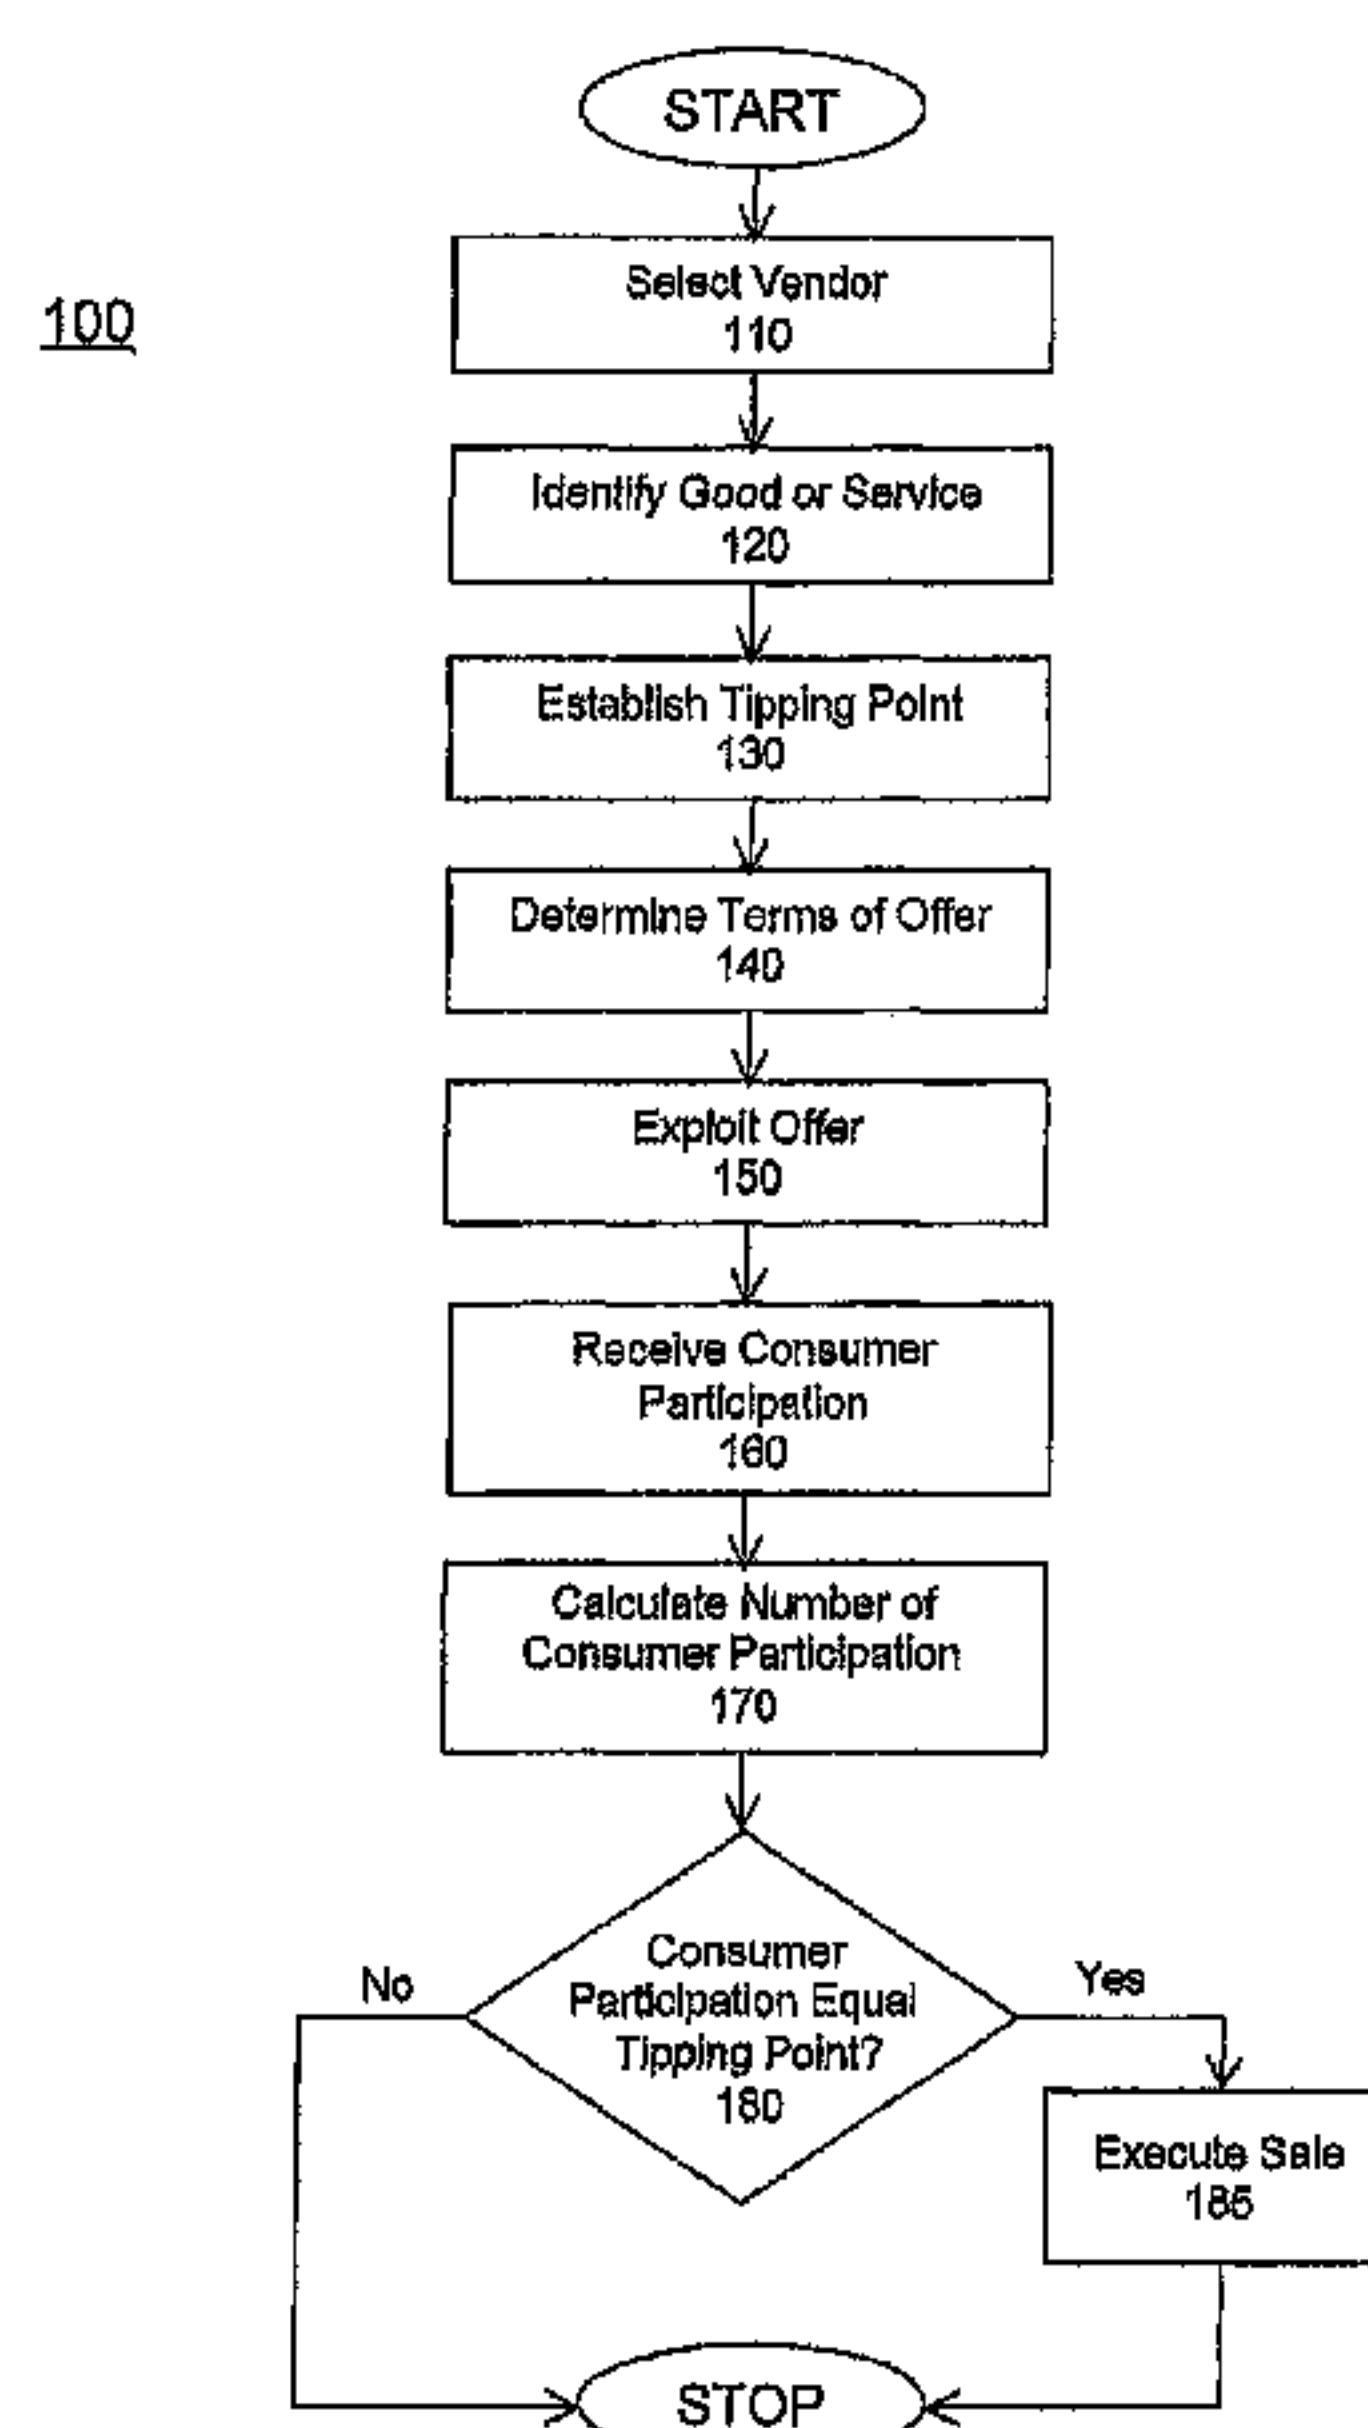 START
100
Select Vendor
110
Identify Good or Service
120
Establish Tipping Point
130
Determine Terms of Offer
140
Exploit Offer
150
Receive Consumer
Participation
160
Calculate Number of
Consumer Participation
170
Consumer
Participation Equal
Tipping Point?
180
No
Yes
Execute Sale
185
STOP